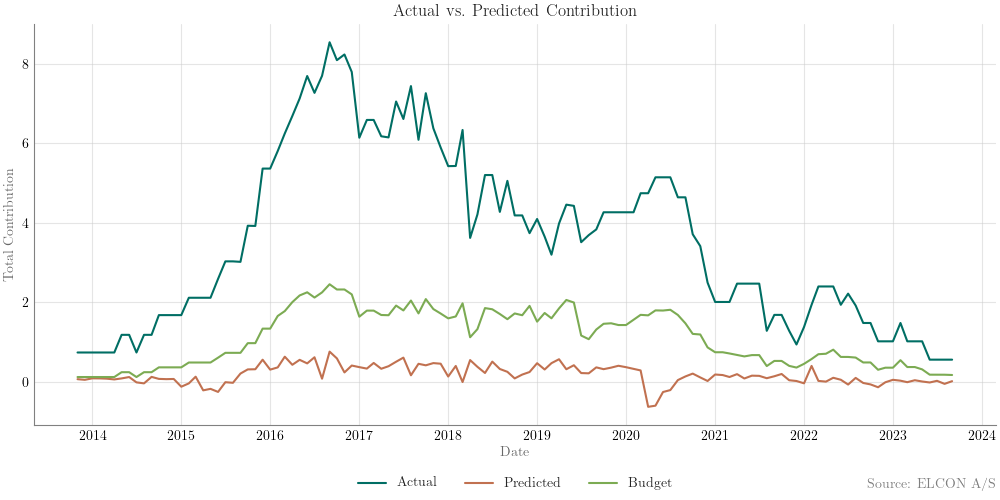 Actual vs. Predicted Contribution
Total Contribution
8
6
4
2
0
2014 2015 2016 2017 2018 2019 2020 2021 2022 2023 2024
Date
Actual Predicted Budget
Source: ELCON A/S